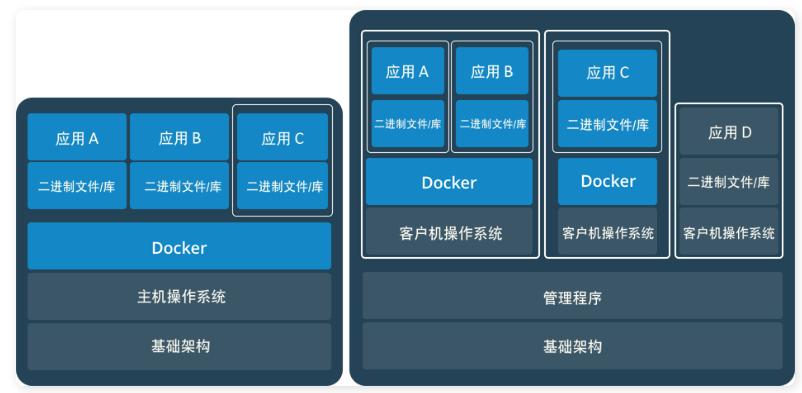 应用 A
应用 B
应用 C
二进制文件/库
二进制文件/库
二进制文件/库
Docker
主机操作系统
基础架构
应用 A
应用 B
应用 C
二进制文件/库
二进制文件/库
二进制文件/库
应用 D
Docker
Docker
二进制文件/库
客户机操作系统
客户机操作系统
客户机操作系统
管理程序
基础架构